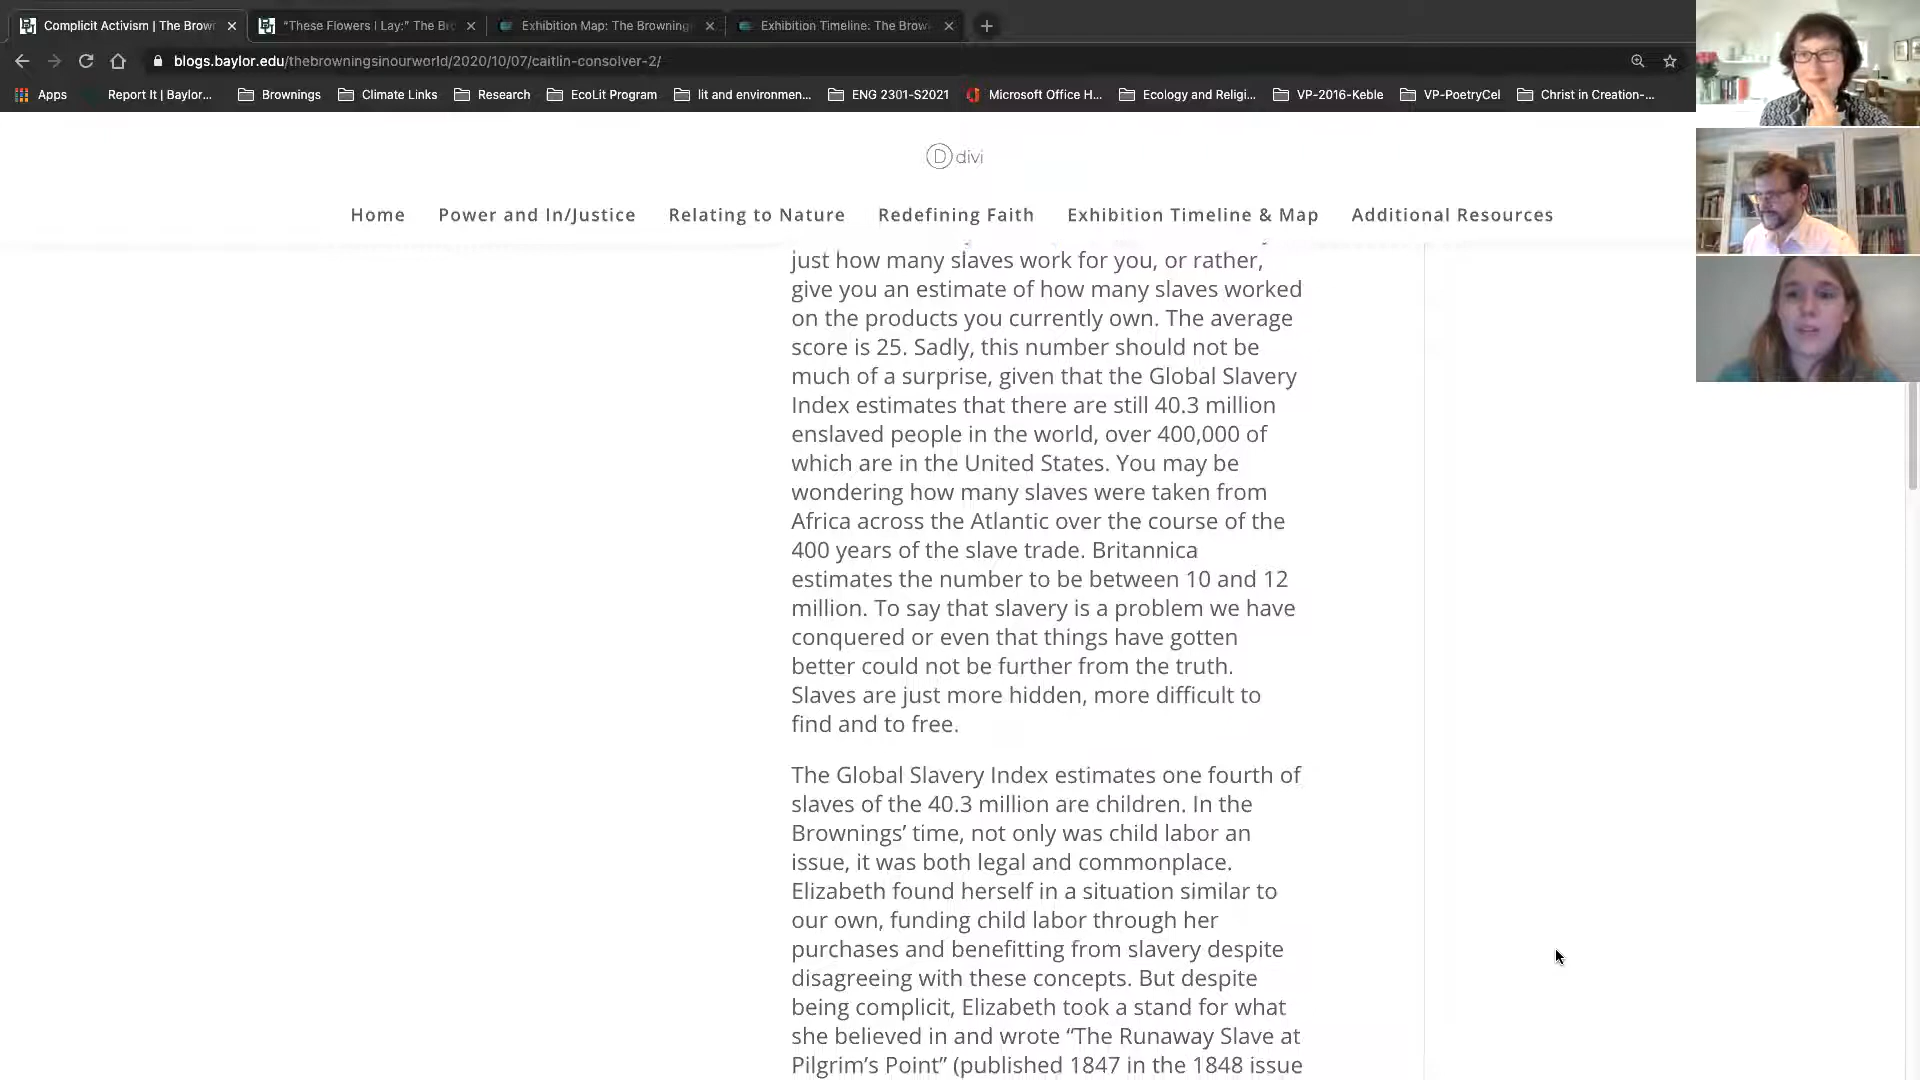 Complicit Activism | The Brown
"These Flowers I Lay:" The Br
Exhibition Map: The Browning
Exhibition Timeline: The Brow
blogs.baylor.edu/thebrowningsinourworld/2020/10/07/caitlin-consolver-2/
Apps
Report It | Baylor...
Brownings
Climate Links
Research
EcoLit Program
lit and environmen...
ENG 2301-S2021
Microsoft Office H...
Ecology and Religi...
VP-2016-Keble
VP-PoetryCel
Christ in Creation-...
D divi
Home
Power and In/Justice
Relating to Nature
Redefining Faith
Exhibition Timeline & Map
Additional Resources
just how many slaves work for you, or rather,
give you an estimate of how many slaves worked
on the products you currently own. The average
score is 25. Sadly, this number should not be
much of a surprise, given that the Global Slavery
Index estimates that there are still 40.3 million
enslaved people in the world, over 400,000 of
which are in the United States. You may be
wondering how many slaves were taken from
Africa across the Atlantic over the course of the
400 years of the slave trade. Britannica
estimates the number to be between 10 and 12
million. To say that slavery is a problem we have
conquered or even that things have gotten
better could not be further from the truth.
Slaves are just more hidden, more difficult to
find and to free.
The Global Slavery Index estimates one fourth of
slaves of the 40.3 million are children. In the
Brownings’ time, not only was child labor an
issue, it was both legal and commonplace.
Elizabeth found herself in a situation similar to
our own, funding child labor through her
purchases and benefitting from slavery despite
disagreeing with these concepts. But despite
being complicit, Elizabeth took a stand for what
she believed in and wrote “The Runaway Slave at
Pilgrim’s Point” (published 1847 in the 1848 issue